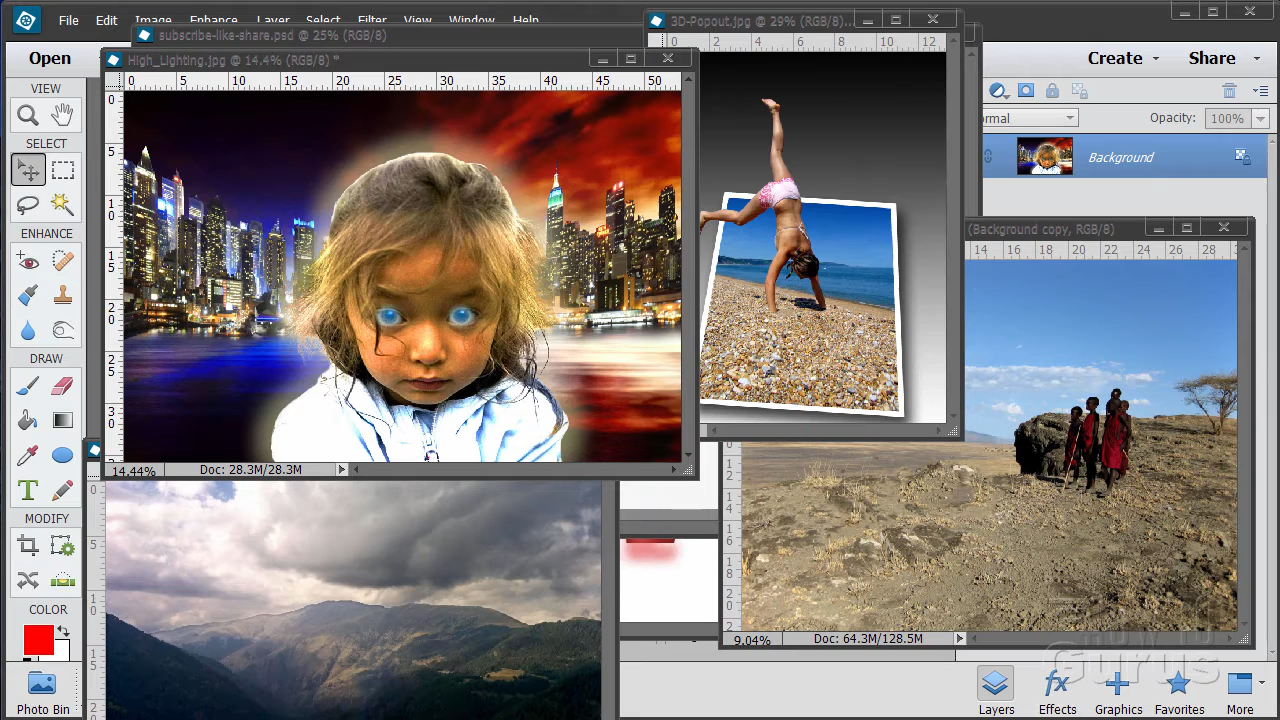 File Edit Image Enhance Layer Select Filter View Window Help
subscribe-like-share.psd @ 25% (RGB/8)
3D-Popout.jpg @ 29% (RGB/8)...
0 2 4 6 8 10 12
High_Lighting.jpg @ 14.4% (RGB/8) *
0 5 10 15 20 25 30 35 40 45 50
Open
Create
Share
VIEW
SELECT
ENHANCE
DRAW
MODIFY
COLOR
Photo Bin
rmal
Opacity: 100%
Background
(Background copy, RGB/8)
14 16 18 20 22 24 26 28
14.44%
Doc: 28.3M/28.3M
9.04%
Doc: 64.3M/128.5M
Gurus
Layers
Effects
Graphics
Favorites
More